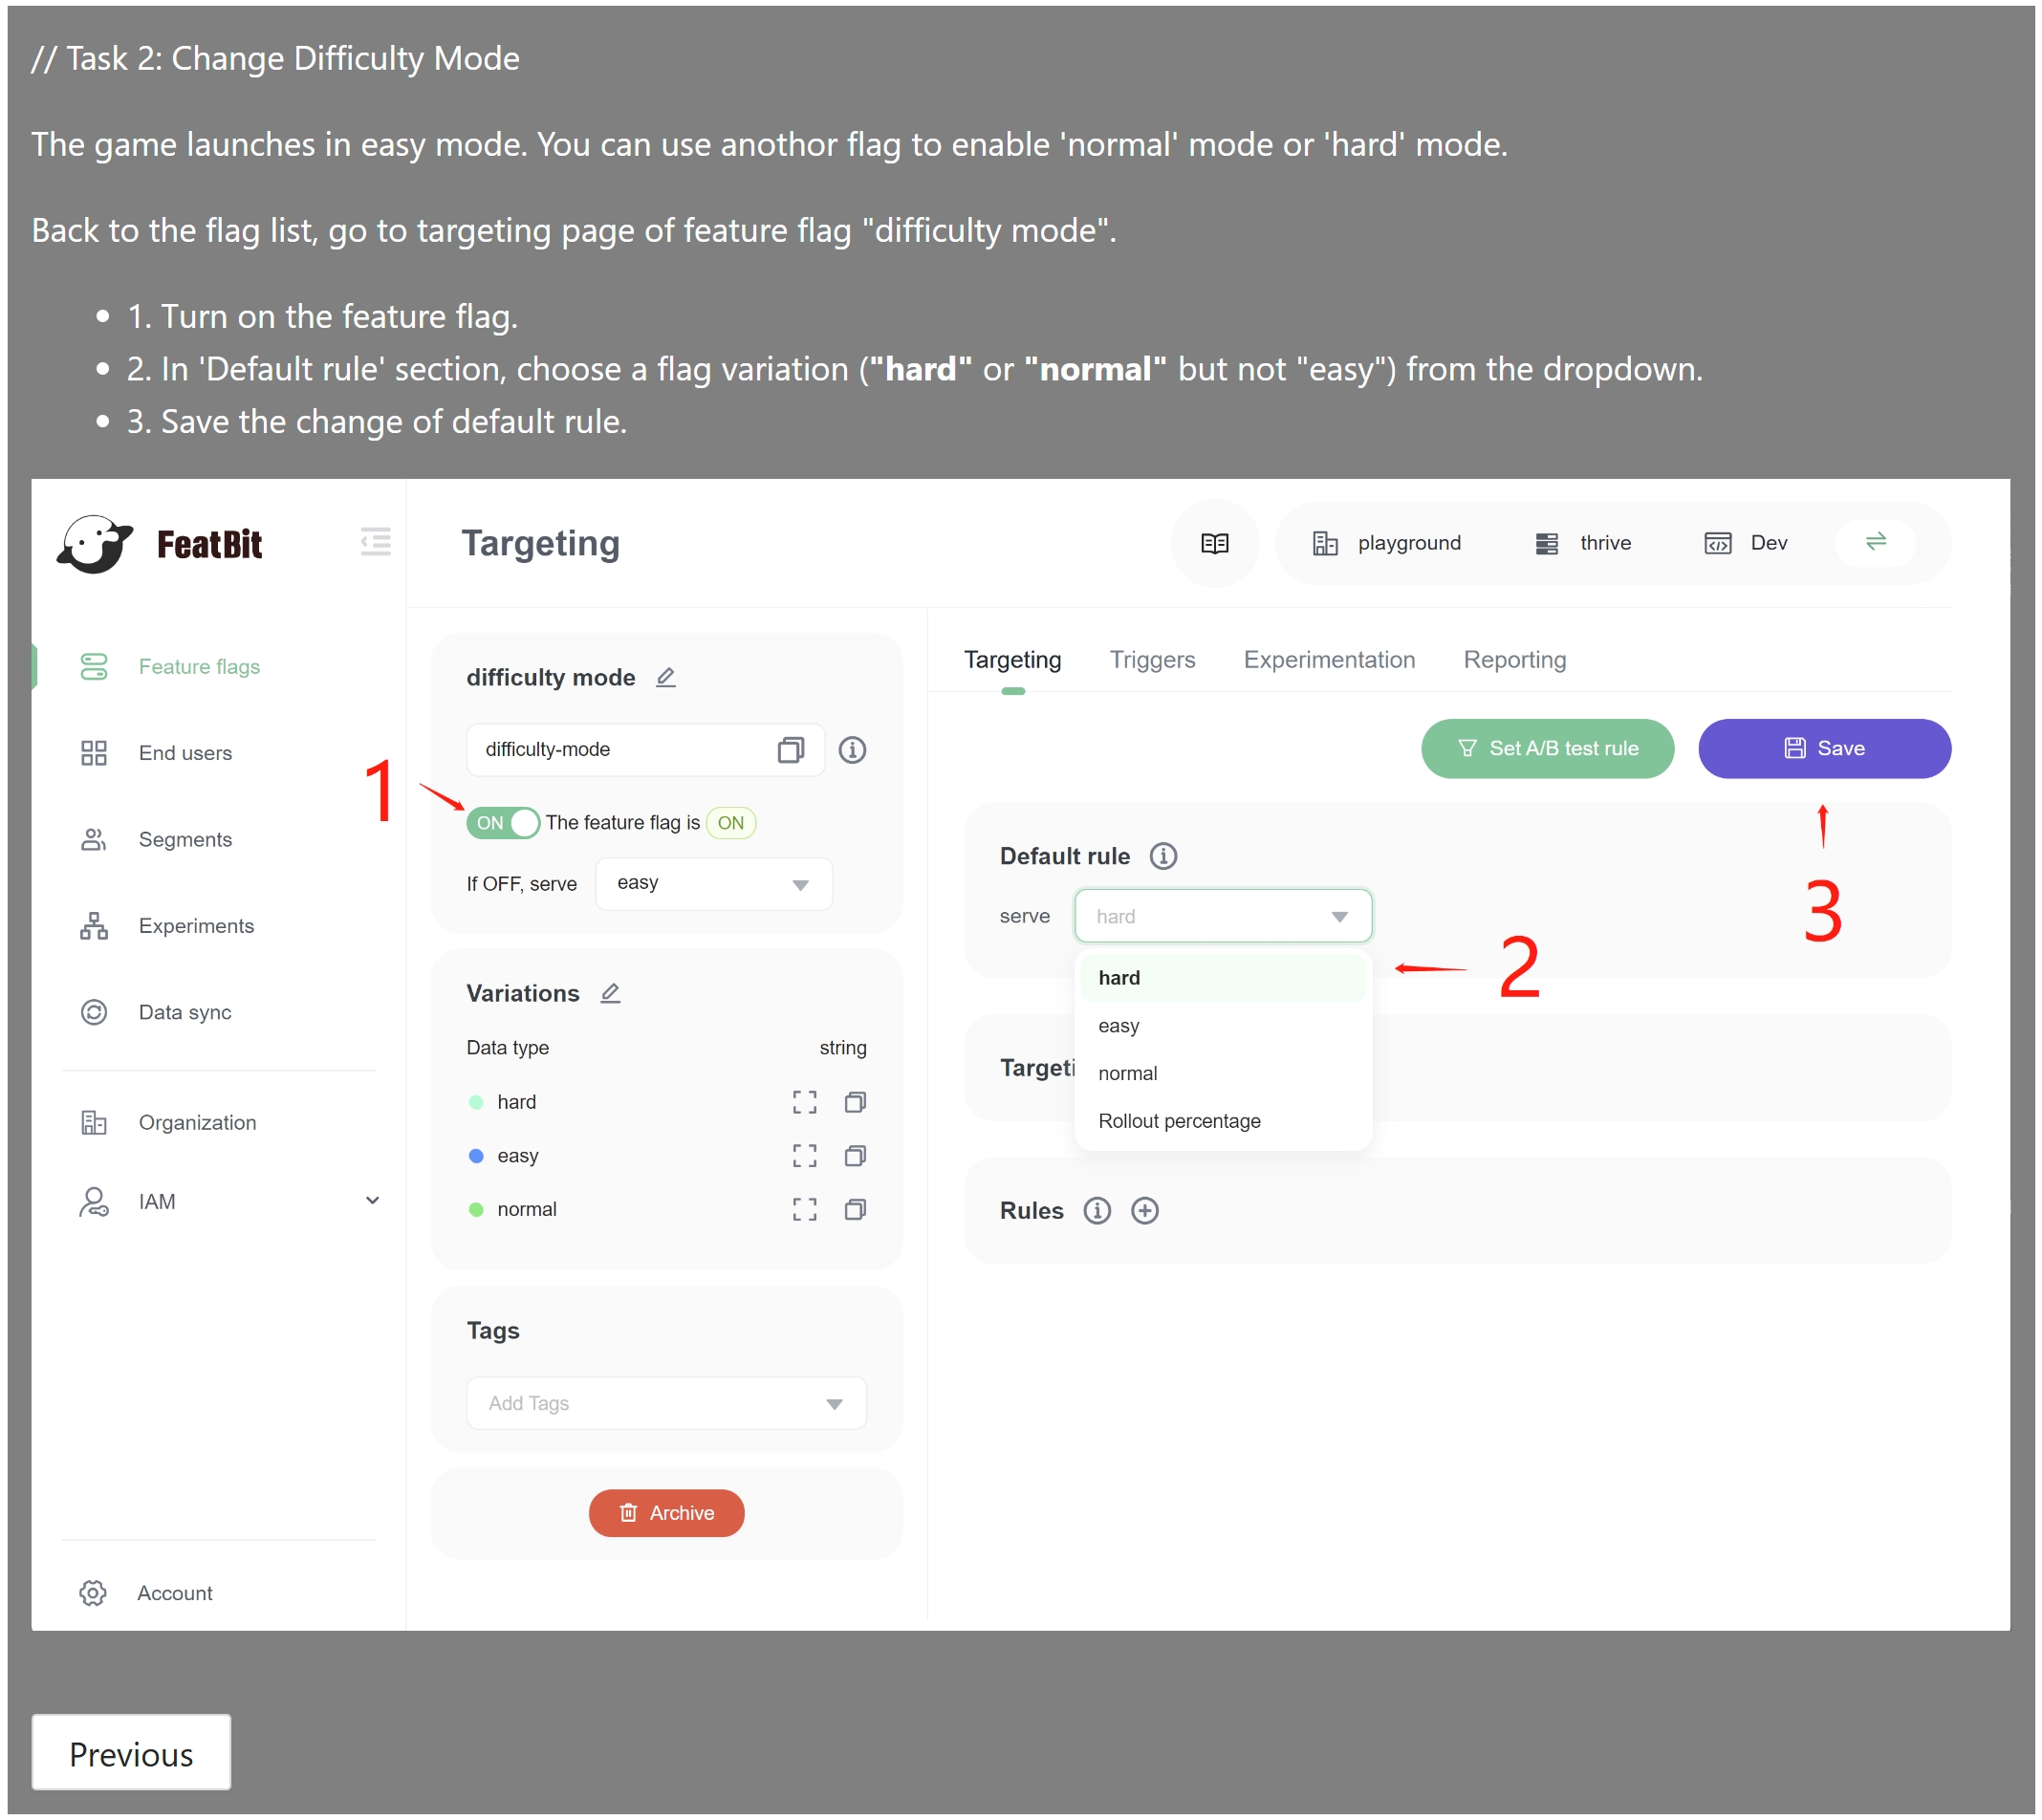 // Task 2: Change Difficulty Mode
The game launches in easy mode. You can use anothor flag to enable 'normal' mode or 'hard' mode.
Back to the flag list, go to targeting page of feature flag "difficulty mode".
• 1. Turn on the feature flag.
• 2. In 'Default rule' section, choose a flag variation ("hard" or "normal" but not "easy") from the dropdown.
• 3. Save the change of default rule.
FeatBit
Targeting
playground
thrive
Dev
Feature flags
End users
Segments
Experiments
Data sync
Organization
IAM
Account
difficulty mode
difficulty-mode
1
ON The feature flag is ON
If OFF, serve easy
Variations
Data type string
hard
easy
normal
Tags
Add Tags
Archive
Targeting Triggers Experimentation Reporting
Set A/B test rule
Save
3
Default rule
serve hard
2
hard
easy
normal
Rollout percentage
Targeti
Rules
Previous